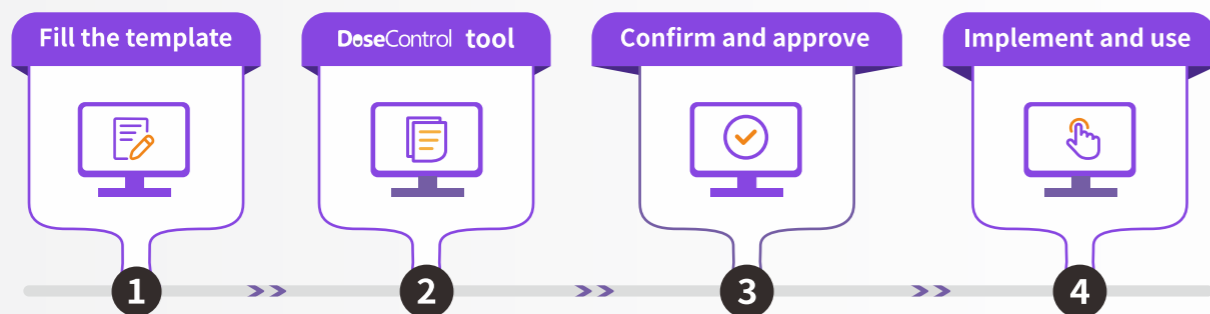 Fill the template
DoseControl tool
Confirm and approve
Implement and use
1
2
3
4